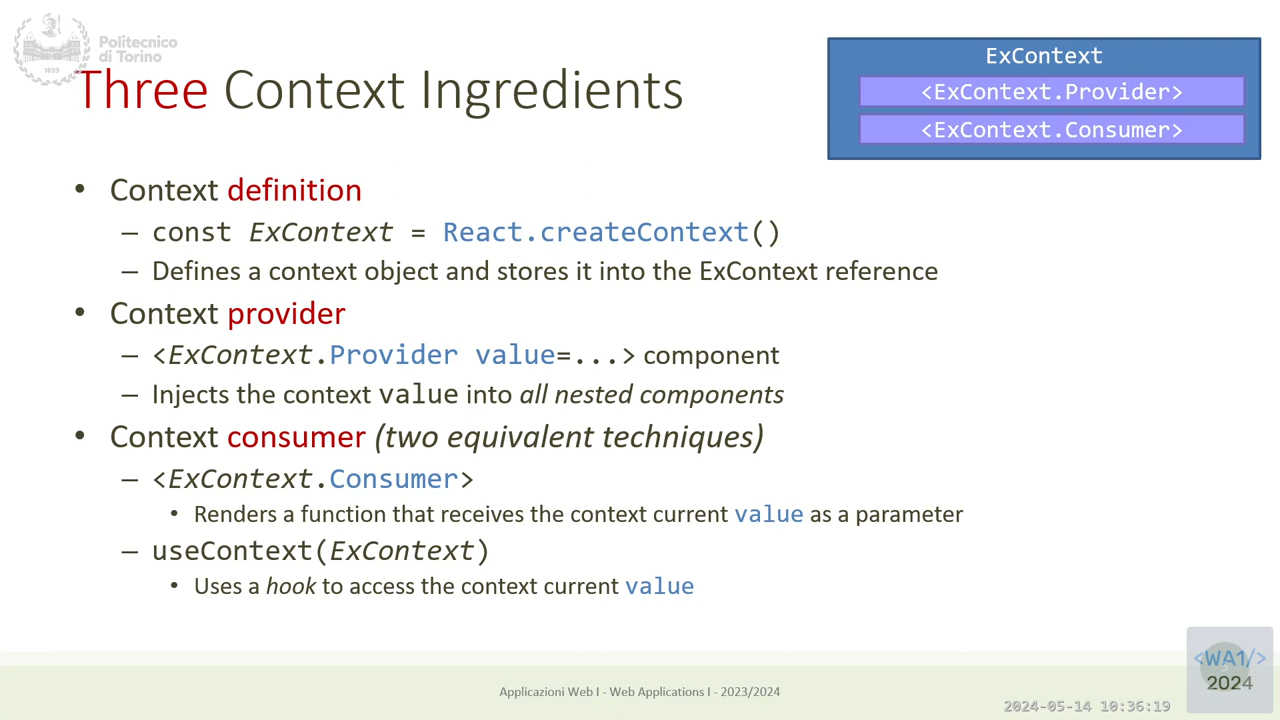 Politecnico
di Torino
1859
Three Context Ingredients
ExContext
<ExContext.Provider>
<ExContext.Consumer>
• Context definition
– const ExContext = React.createContext()
– Defines a context object and stores it into the ExContext reference
• Context provider
– <ExContext.Provider value=...> component
– Injects the context value into all nested components
• Context consumer (two equivalent techniques)
– <ExContext.Consumer>
• Renders a function that receives the context current value as a parameter
– useContext(ExContext)
• Uses a hook to access the context current value
Applicazioni Web I - Web Applications I - 2023/2024
<WA1/>
2024
2024-05-14 10:36:19